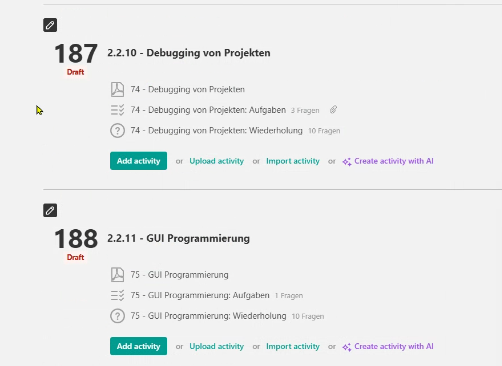 187
Draft
2.2.10 - Debugging von Projekten
74 - Debugging von Projekten
74 - Debugging von Projekten: Aufgaben 3 Fragen
74 - Debugging von Projekten: Wiederholung 10 Fragen
Add activity or Upload activity or Import activity or Create activity with AI
188
Draft
2.2.11 - GUI Programmierung
75 - GUI Programmierung
75 - GUI Programmierung: Aufgaben 1 Fragen
75 - GUI Programmierung: Wiederholung 10 Fragen
Add activity or Upload activity or Import activity or Create activity with AI